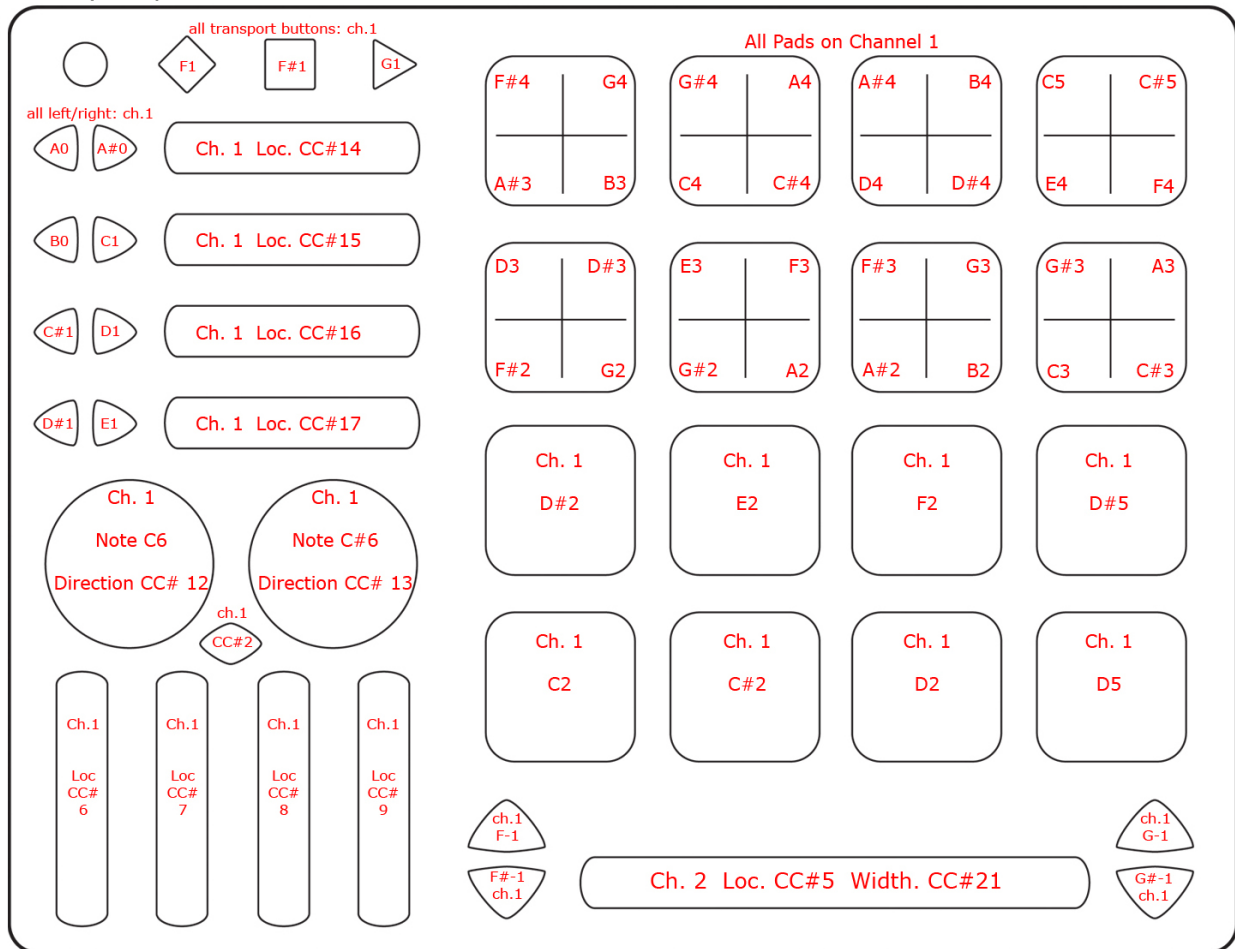 all transport buttons: ch.1
F1
F#1
G1
All Pads on Channel 1
all left/right: ch.1
A0
A#0
Ch. 1 Loc. CC#14
B0
C1
Ch. 1 Loc. CC#15
C#1
D1
Ch. 1 Loc. CC#16
D#1
E1
Ch. 1 Loc. CC#17
F#4
G4
A#3
B3
G#4
A4
C4
C#4
A#4
B4
D4
D#4
C5
C#5
E4
F4
D3
D#3
F#2
G2
E3
F3
G#2
A2
F#3
G3
A#2
B2
G#3
A3
C3
C#3
Ch. 1
Note C6
Direction CC# 12
Ch. 1
Note C#6
Direction CC# 13
ch.1
CC#2
Ch. 1
D#2
Ch. 1
E2
Ch. 1
F2
Ch. 1
D#5
Ch. 1
C2
Ch. 1
C#2
Ch. 1
D2
Ch. 1
D5
Ch.1
Loc
CC#
6
Ch.1
Loc
CC#
7
Ch.1
Loc
CC#
8
Ch.1
Loc
CC#
9
ch.1
F-1
F#-1
ch.1
Ch. 2 Loc. CC#5 Width. CC#21
ch.1
G-1
G#-1
ch.1